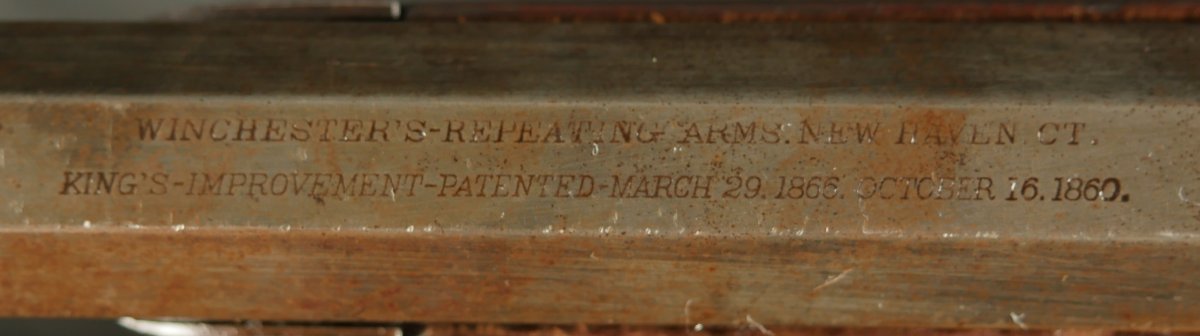 WINCHESTER'S-REPEATING ARMS. NEW HAVEN CT.
KING'S-IMPROVEMENT-PATENTED-MARCH 29. 1866. OCTOBER 16. 1860.